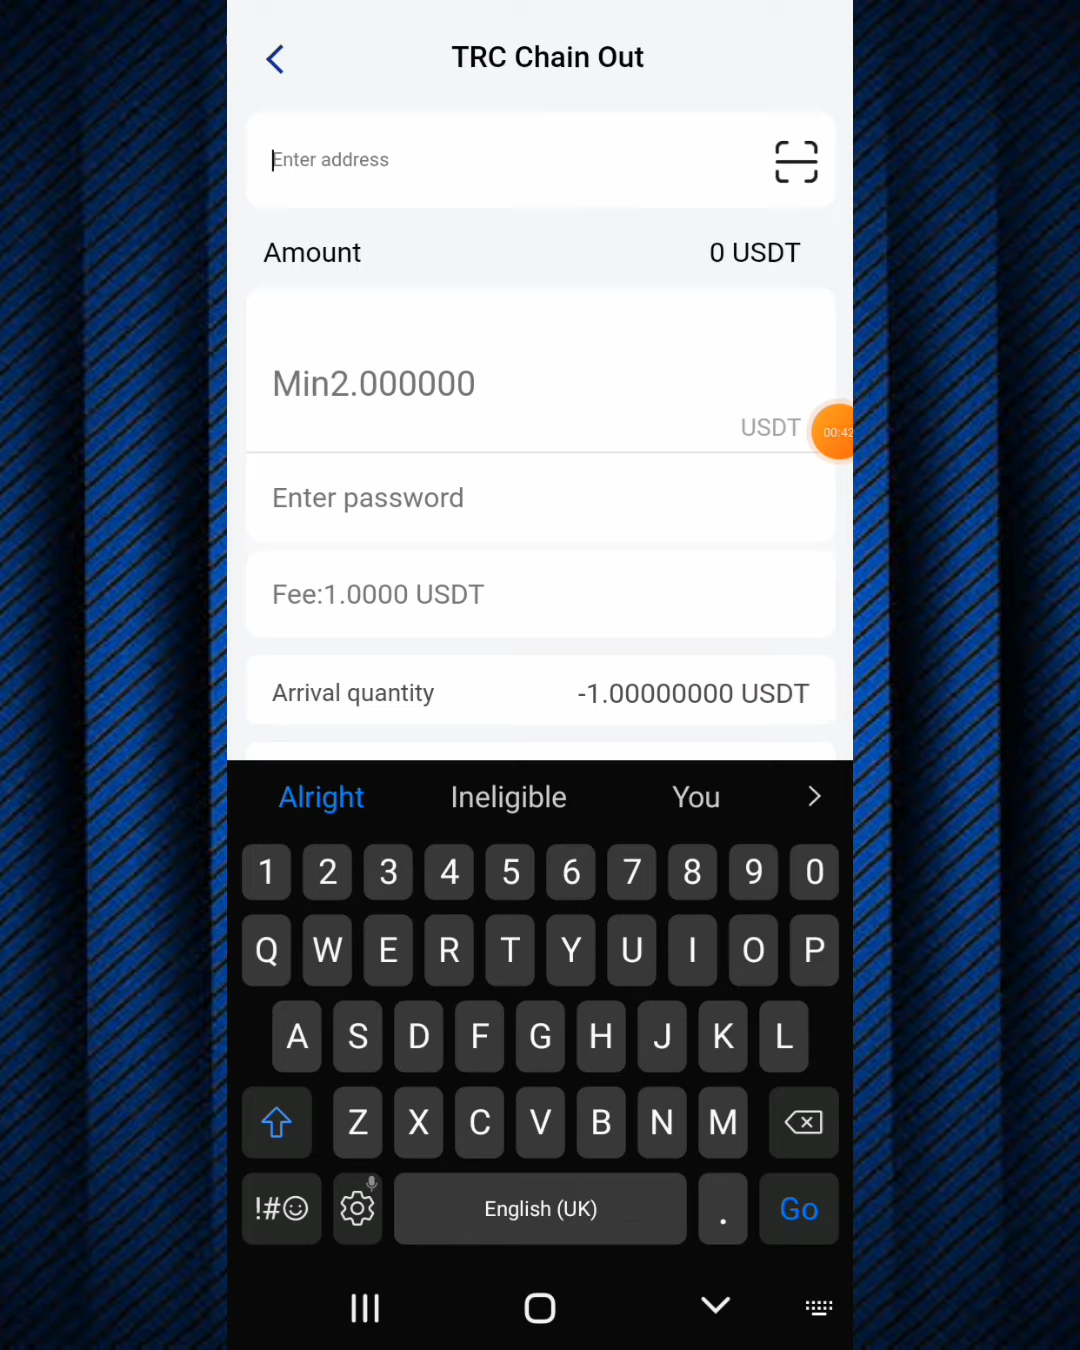 TRC Chain Out
Enter address
Amount 0 USDT
Min2.000000
USDT
00:42
Enter password
Fee:1.0000 USDT
Arrival quantity -1.00000000 USDT
Alright Ineligible You
1 2 3 4 5 6 7 8 9 0
Q W E R T Y U I O P
A S D F G H J K L
Z X C V B N M
!#☺ English (UK) . Go